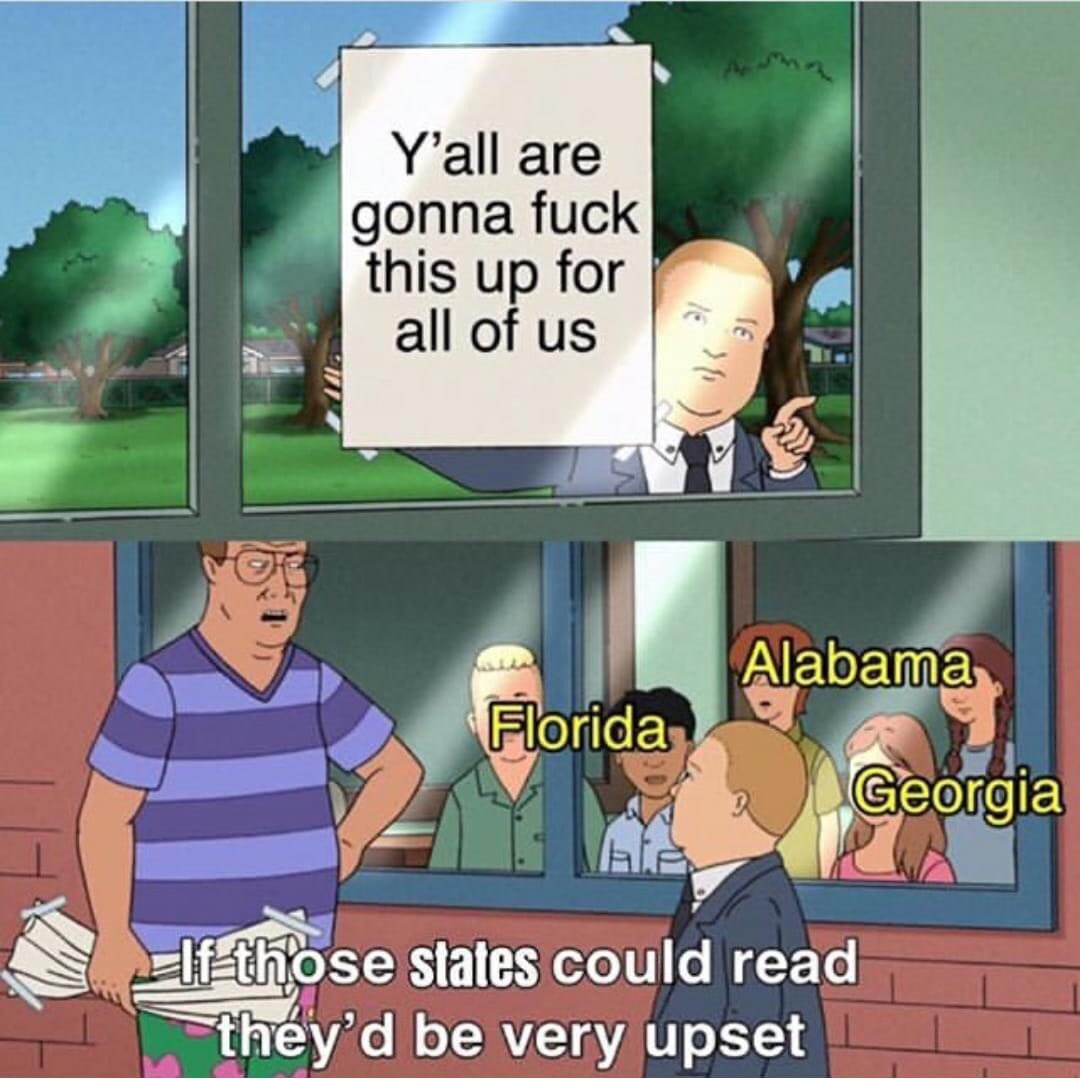 Y’all are
gonna fuck
this up for
all of us
Alabama
Florida
Georgia
If those states could read
they’d be very upset